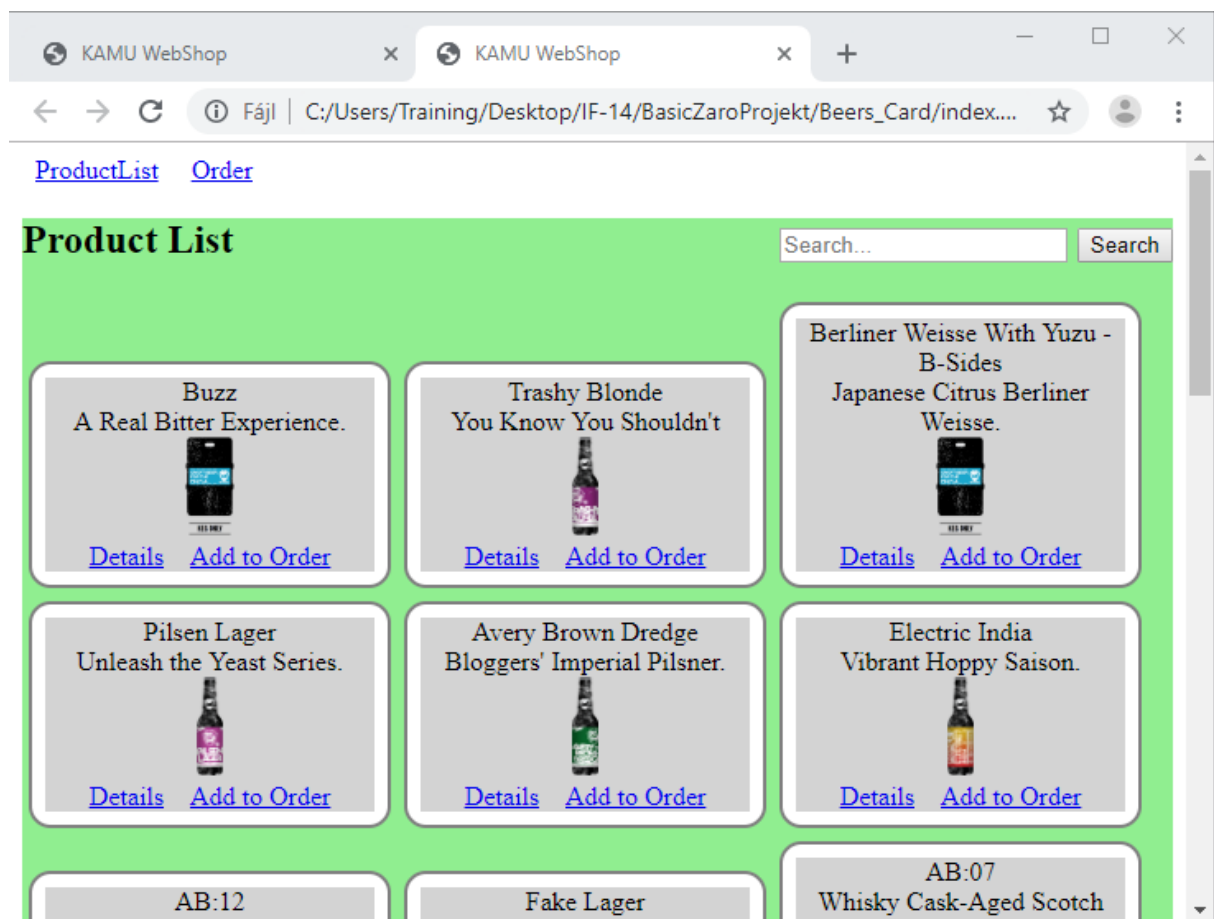 KAMU WebShop
KAMU WebShop
Fájl | C:/Users/Training/Desktop/IF-14/BasicZaroProjekt/Beers_Card/index....
ProductList Order
Product List
Search... Search
Buzz
A Real Bitter Experience.
Details Add to Order
Trashy Blonde
You Know You Shouldn't
Details Add to Order
Berliner Weisse With Yuzu -
B-Sides
Japanese Citrus Berliner
Weisse.
Details Add to Order
Pilsen Lager
Unleash the Yeast Series.
Details Add to Order
Avery Brown Dredge
Bloggers' Imperial Pilsner.
Details Add to Order
Electric India
Vibrant Hoppy Saison.
Details Add to Order
AB:12
Fake Lager
AB:07
Whisky Cask-Aged Scotch